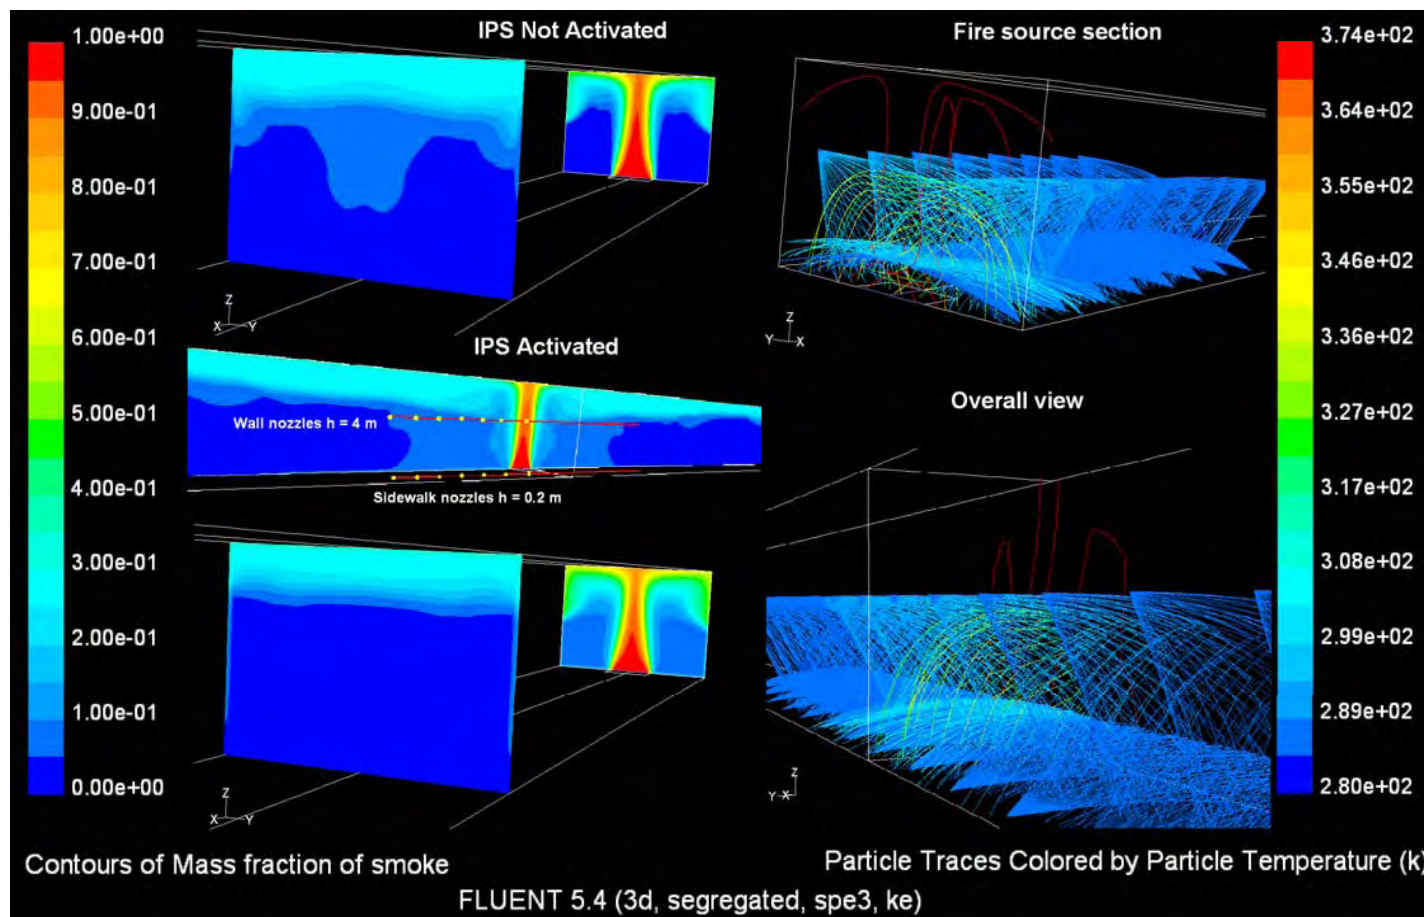 IPS Not Activated
Fire source section
1.00e+00
9.00e-01
8.00e-01
7.00e-01
6.00e-01
5.00e-01
4.00e-01
3.00e-01
2.00e-01
1.00e-01
0.00e+00
Z
X Y
IPS Activated
Wall nozzles h = 4 m
Sidewalk nozzles h = 0.2 m
Z
X Y
Z
Y X
Overall view
Z
Y X
3.74e+02
3.64e+02
3.55e+02
3.46e+02
3.36e+02
3.27e+02
3.17e+02
3.08e+02
2.99e+02
2.89e+02
2.80e+02
Contours of Mass fraction of smoke
Particle Traces Colored by Particle Temperature (k)
FLUENT 5.4 (3d, segregated, spe3, ke)